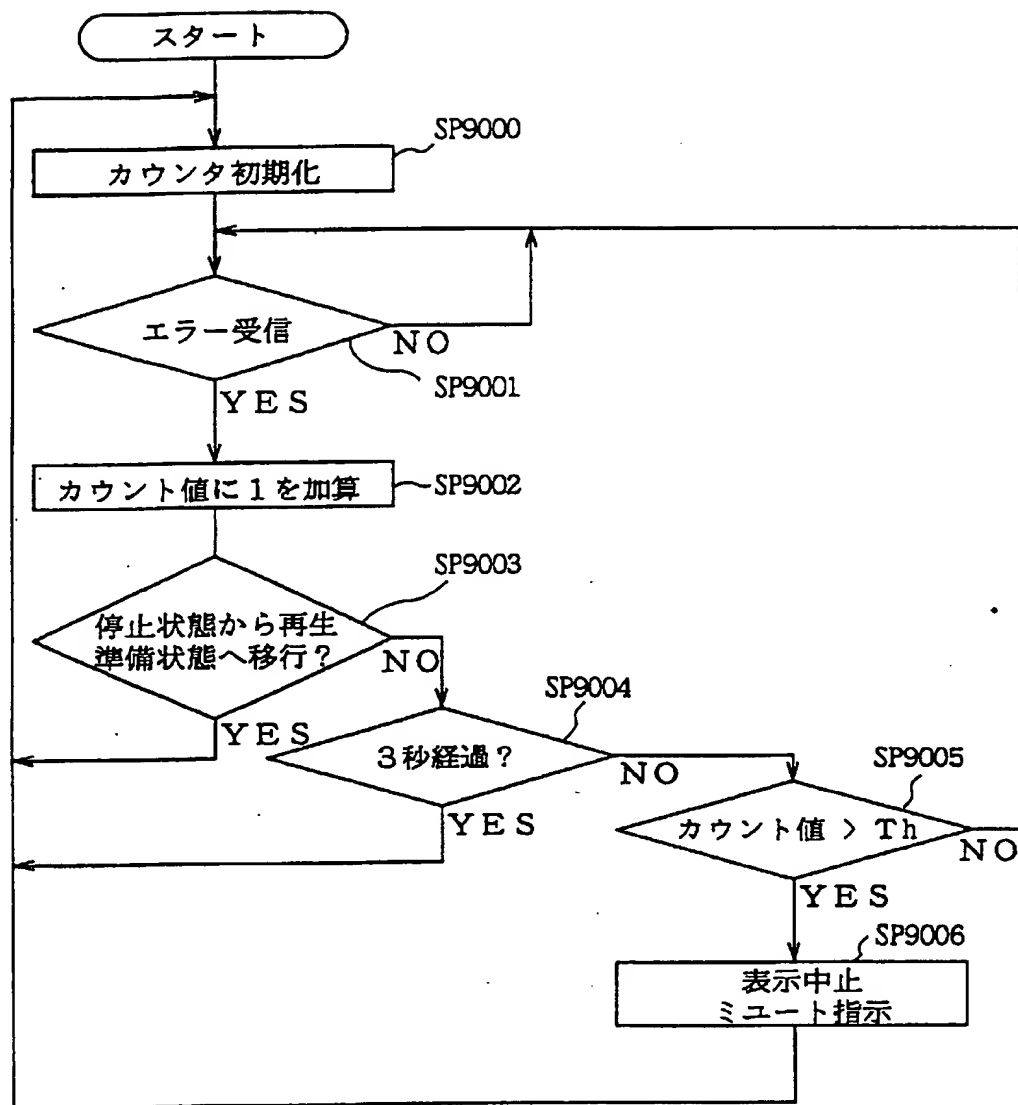 スタート
SP9000
カウンタ初期化
エラー受信
NO
SP9001
YES
カウント値に1を加算
SP9002
SP9003
停止状態から再生
準備状態へ移行?
NO
YES
SP9004
3秒経過?
NO
YES
SP9005
カウント値 > Th
NO
YES
SP9006
表示中止
ミユート指示